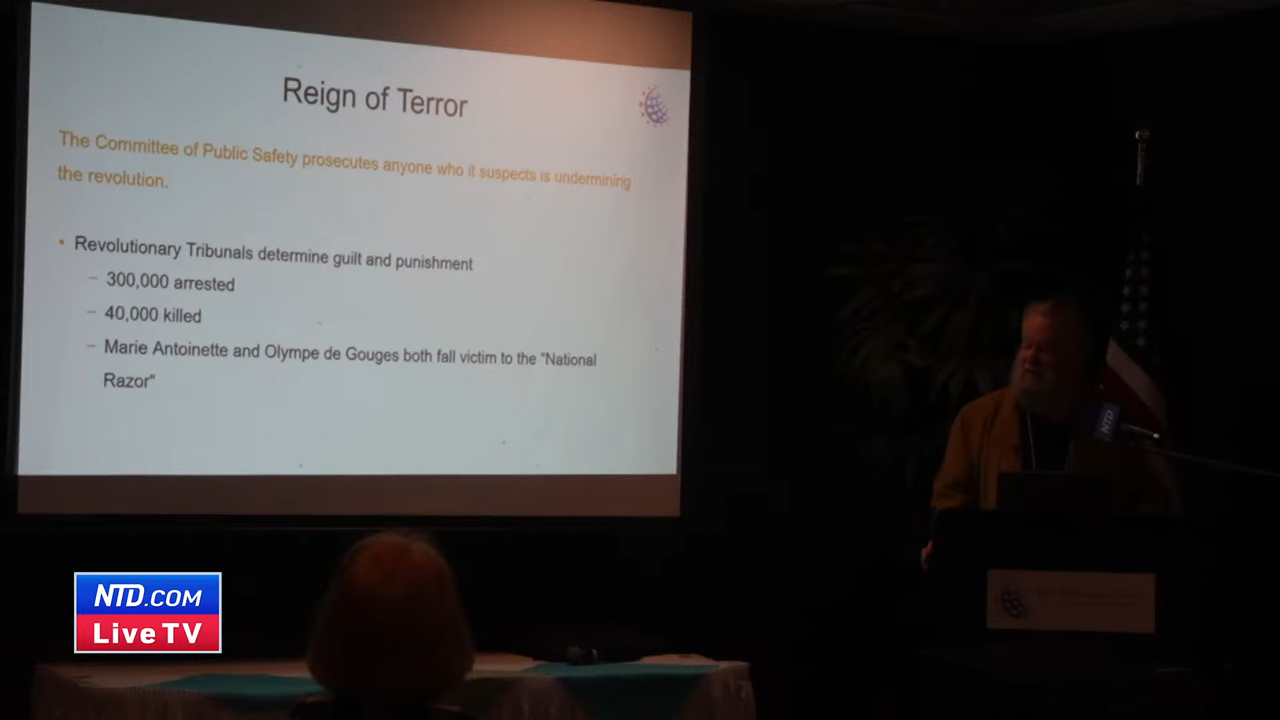 Reign of Terror
The Committee of Public Safety prosecutes anyone who it suspects is undermining
the revolution.
• Revolutionary Tribunals determine guilt and punishment
– 300,000 arrested
– 40,000 killed
– Marie Antoinette and Olympe de Gouges both fall victim to the "National
Razor"
NTD
NTD.COM
Live TV